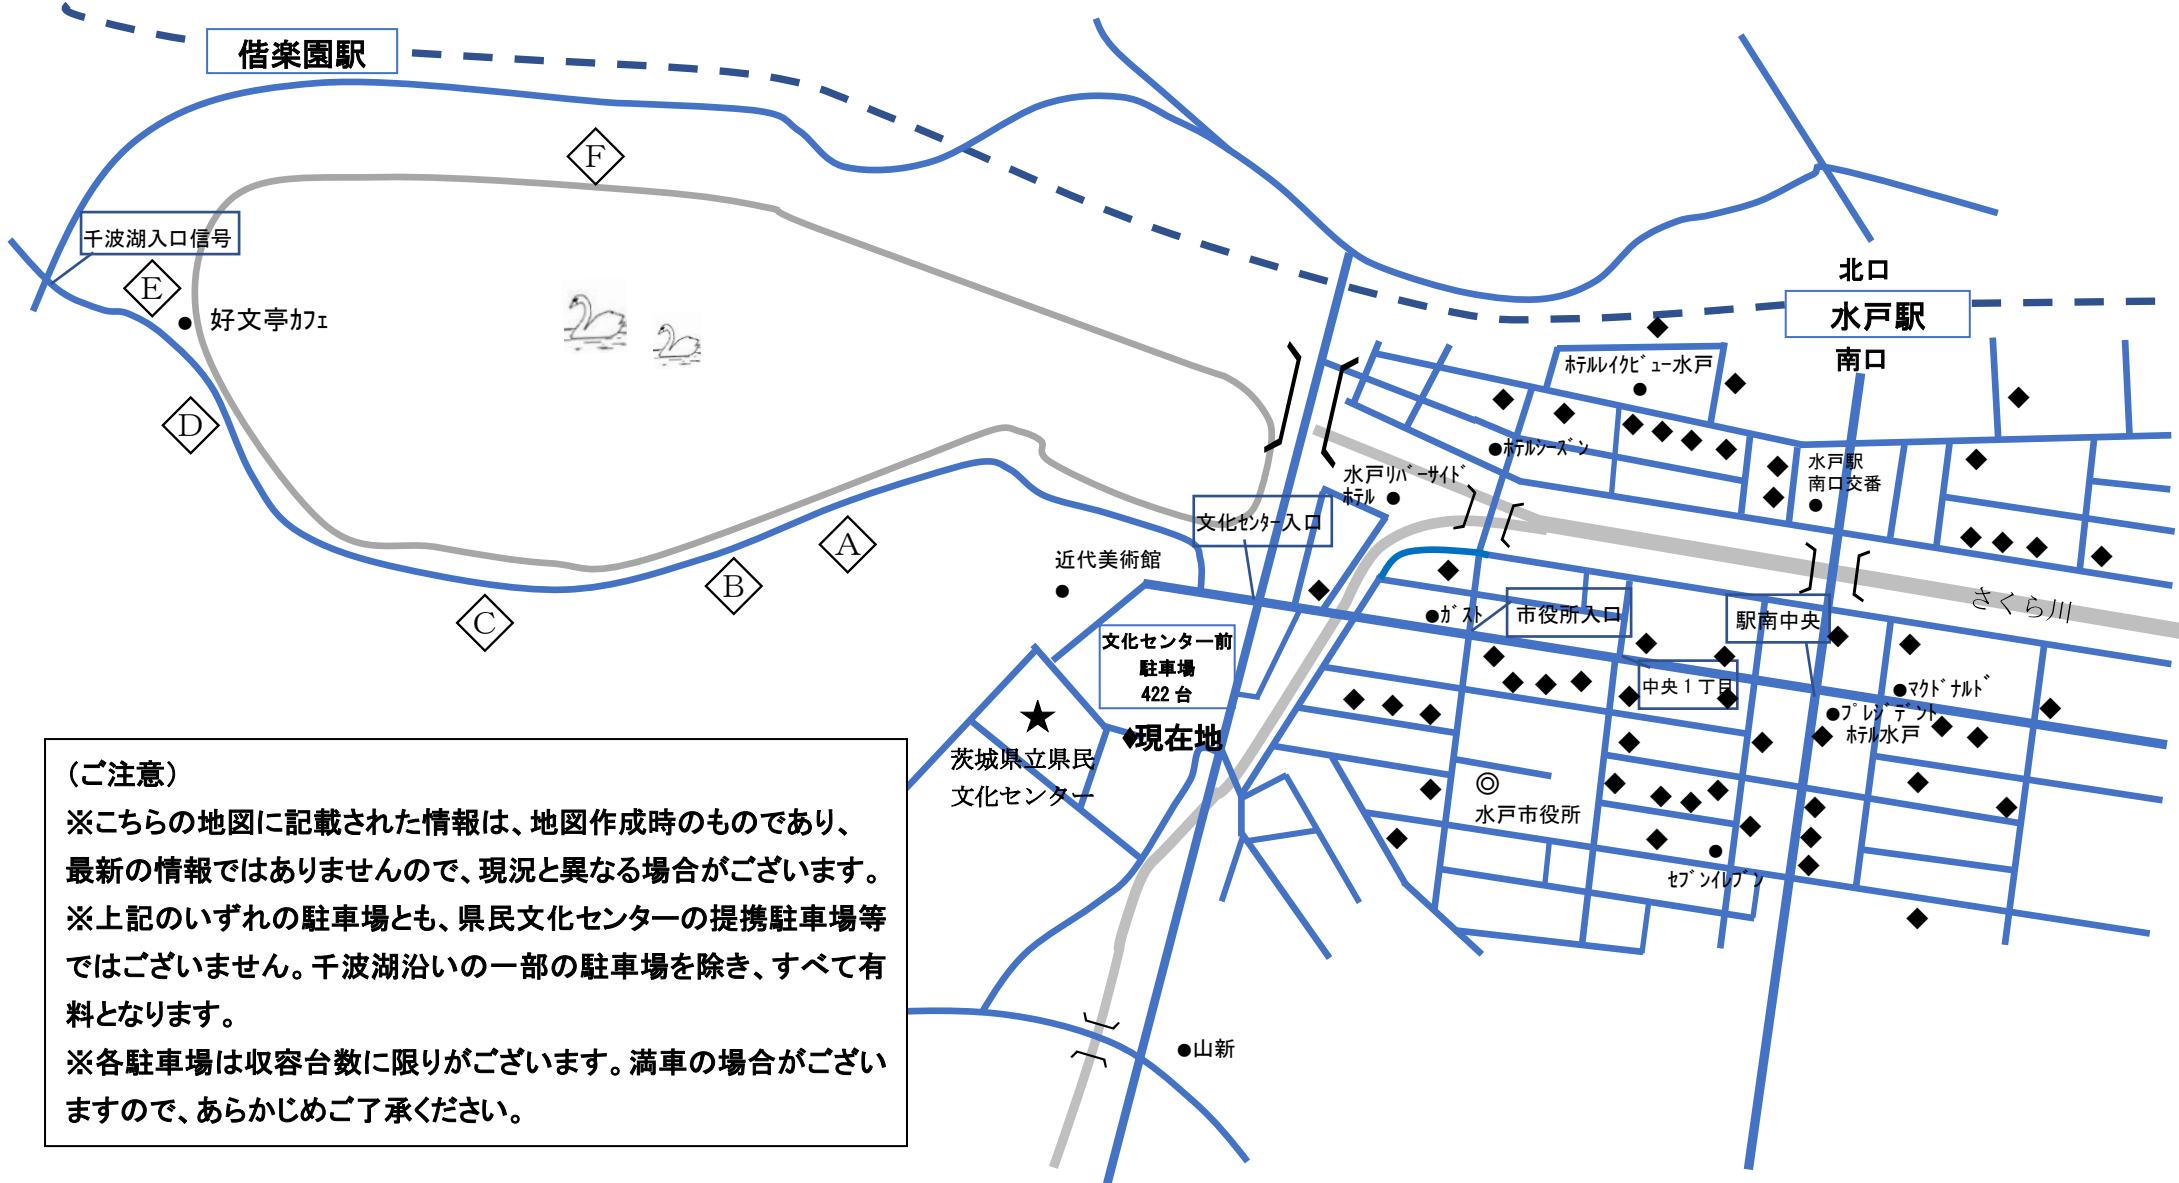 偕楽園駅
F
千波湖入口信号
E
好文亭ｶﾌｪ
D
C
B
A
北口
水戸駅
南口
ﾎﾃﾙﾚｲｸﾋﾞｭｰ水戸
●ﾎﾃﾙｼｰｽﾞﾝ
水戸駅
南口交番
水戸ﾘﾊﾞｰｻｲﾄﾞ
ﾎﾃﾙ
文化ｾﾝﾀｰ入口
近代美術館
さくら川
●ｶﾞｽﾄ
市役所入口
駅南中央
文化センター前
駐車場
422 台
中央１丁目
●ﾏｸﾄﾞﾅﾙﾄﾞ
●ﾌﾟﾚｼﾞﾃﾞﾝﾄ
ﾎﾃﾙ水戸
現在地
★
茨城県立県民
文化センター
◎
水戸市役所
ｾﾌﾞﾝｲﾚﾌﾞﾝ
●山新
（ご注意）
※こちらの地図に記載された情報は、地図作成時のものであり、
最新の情報ではありませんので、現況と異なる場合がございます。
※上記のいずれの駐車場とも、県民文化センターの提携駐車場等
ではございません。千波湖沿いの一部の駐車場を除き、すべて有
料となります。
※各駐車場は収容台数に限りがございます。満車の場合がござい
ますので、あらかじめご了承ください。